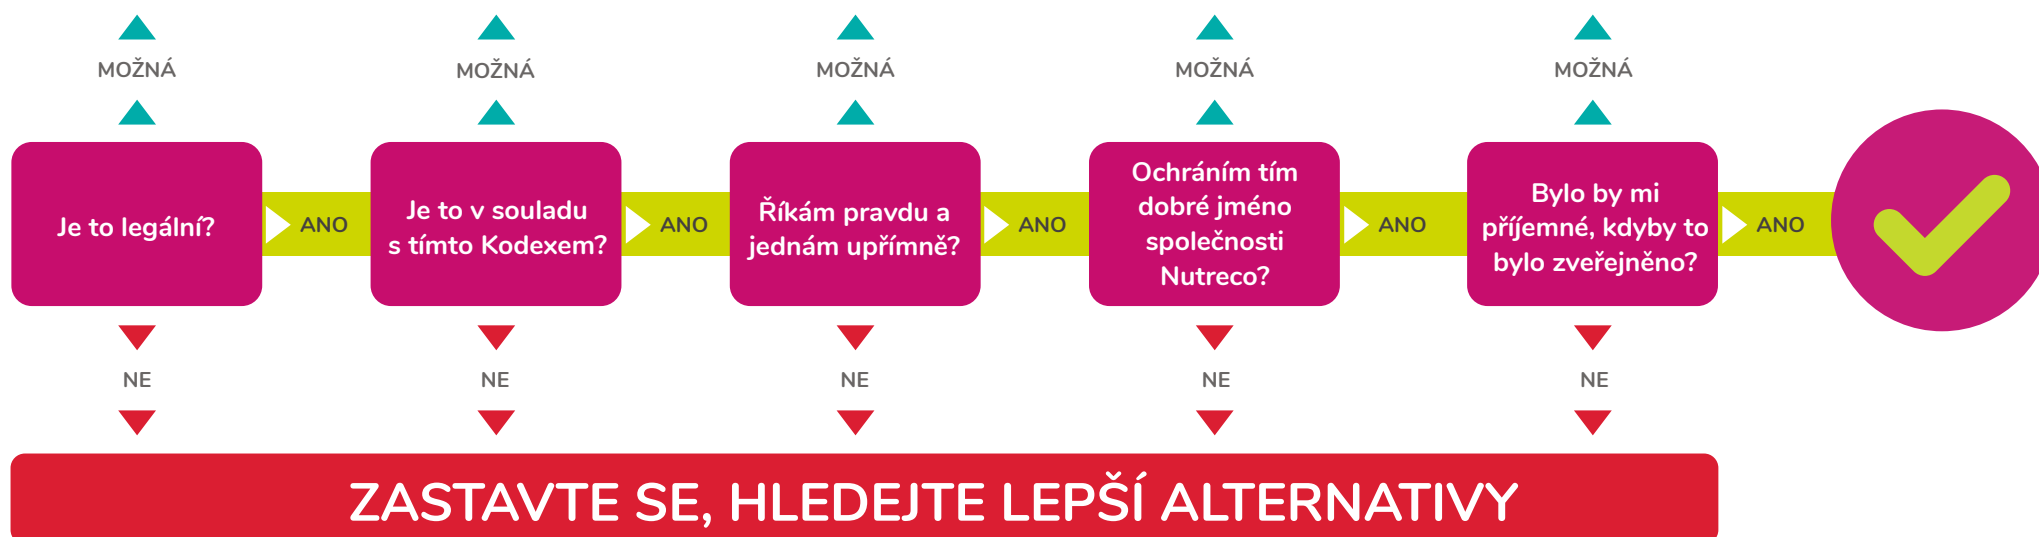 MOŽNÁ
MOŽNÁ
MOŽNÁ
MOŽNÁ
MOŽNÁ
Je to legální?
ANO
Je to v souladu
s tímto Kodexem?
ANO
Říkám pravdu a
jednám upřímně?
ANO
Ochráním tím
dobré jméno
společnosti
Nutreco?
ANO
Bylo by mi
příjemné, kdyby to
bylo zveřejněno?
ANO
NE
NE
NE
NE
NE
ZASTAVTE SE, HLEDEJTE LEPŠÍ ALTERNATIVY